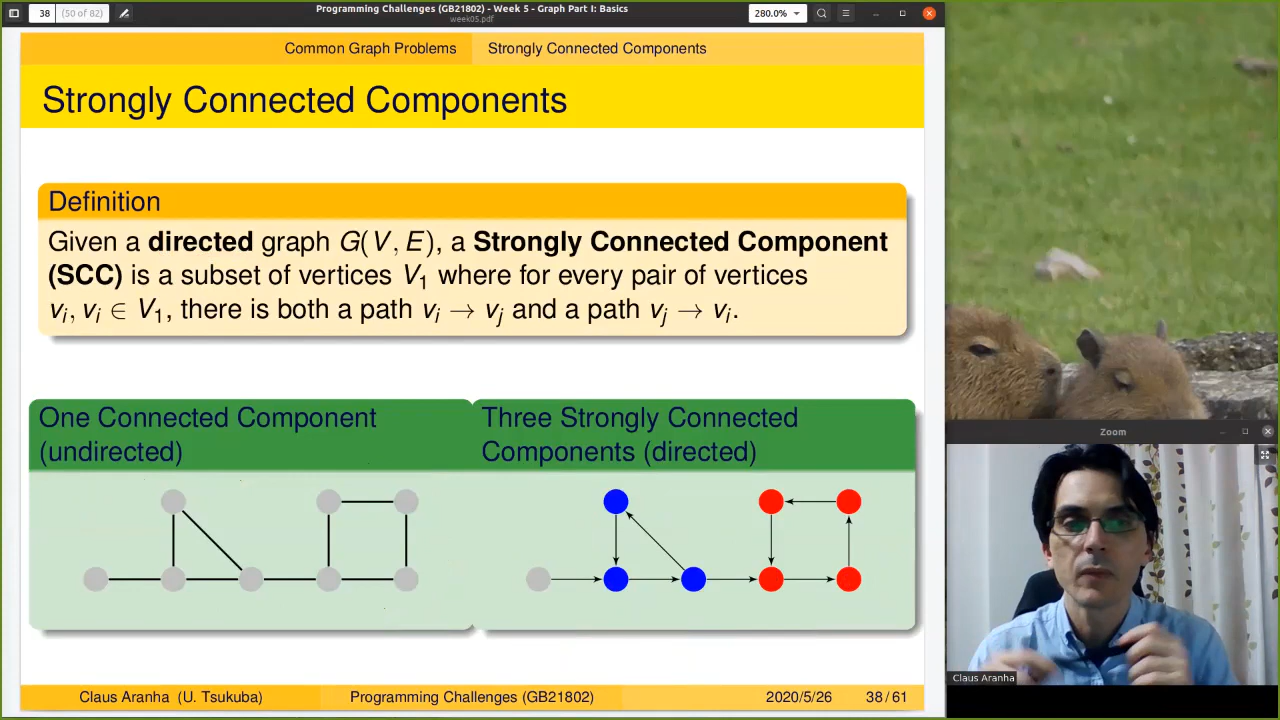 38 (50 of 82)
Programming Challenges (GB21802) - Week 5 - Graph Part I: Basics
week05.pdf
280.0%
Common Graph Problems Strongly Connected Components
Strongly Connected Components
Definition
Given a directed graph G(V, E), a Strongly Connected Component
(SCC) is a subset of vertices V₁ where for every pair of vertices
vᵢ, vᵢ ∈ V₁, there is both a path vᵢ → vⱼ and a path vⱼ → vᵢ.
One Connected Component
(undirected)
Three Strongly Connected
Components (directed)
Claus Aranha (U. Tsukuba) Programming Challenges (GB21802) 2020/5/26 38/61
Zoom
Claus Aranha